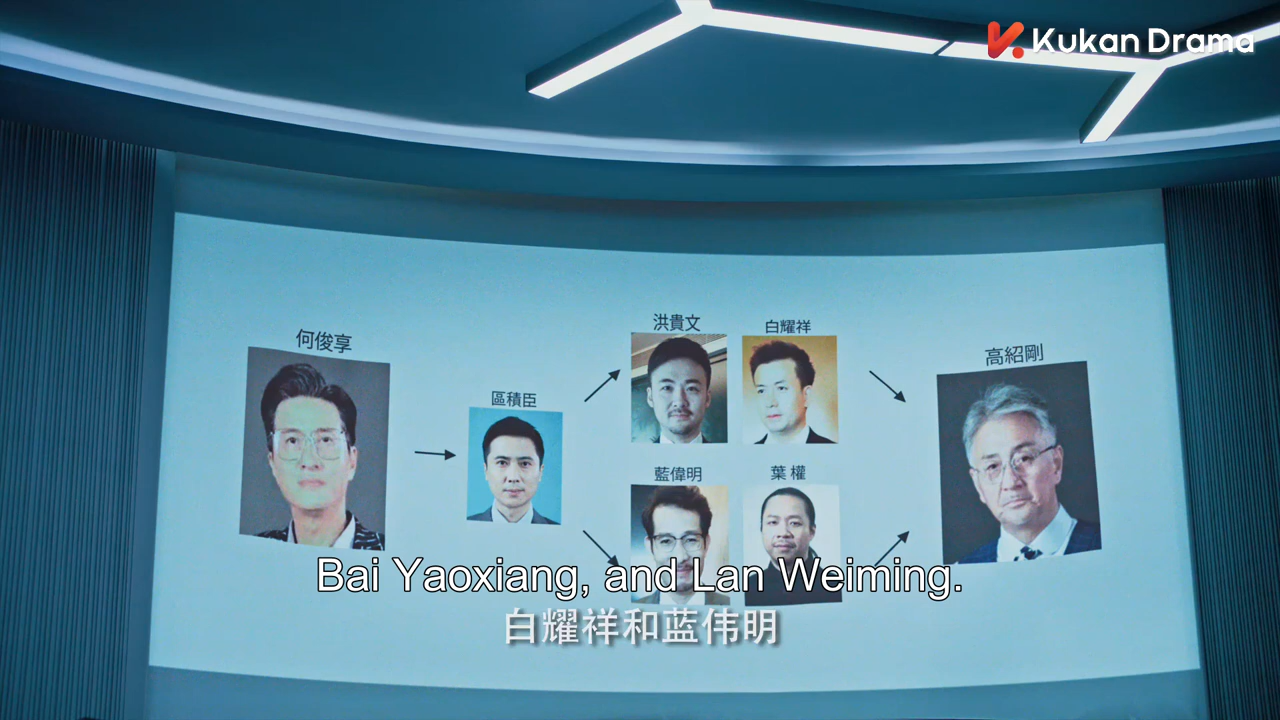 Kukan Drama
何俊享
區積臣
洪貴文
白耀祥
藍偉明
葉權
高紹剛
Bai Yaoxiang, and Lan Weiming.
白耀祥和蓝伟明